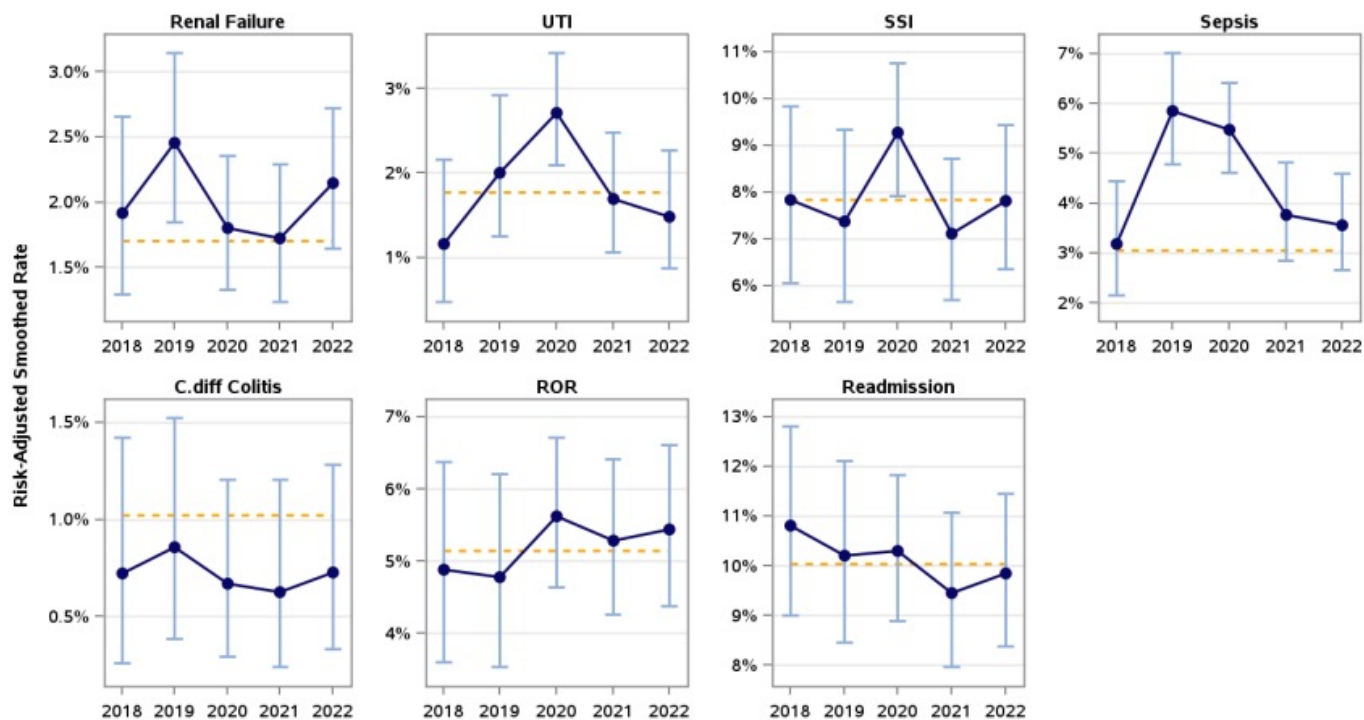 Risk-Adjusted Smoothed Rate
Renal Failure
3.0%
2.5%
2.0%
1.5%
2018 2019 2020 2021 2022
UTI
3%
2%
1%
2018 2019 2020 2021 2022
SSI
11%
10%
9%
8%
7%
6%
2018 2019 2020 2021 2022
Sepsis
7%
6%
5%
4%
3%
2%
2018 2019 2020 2021 2022
C.diff Colitis
1.5%
1.0%
0.5%
2018 2019 2020 2021 2022
ROR
7%
6%
5%
4%
2018 2019 2020 2021 2022
Readmission
13%
12%
11%
10%
9%
8%
2018 2019 2020 2021 2022